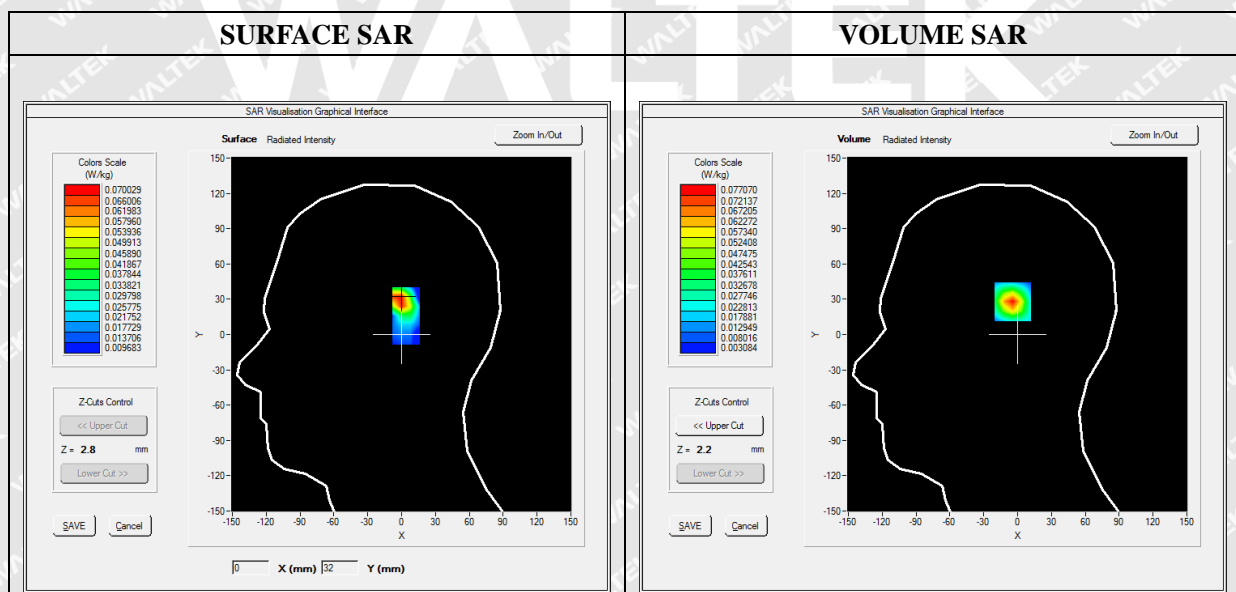 WALTEK
SURFACE SAR
VOLUME SAR
SAR Visualisation Graphical Interface
Surface Radiated Intensity
Zoom In/Out
Colors Scale
(W/kg)
0.070029
0.066006
0.061983
0.057960
0.053936
0.049913
0.045890
0.041867
0.037844
0.033821
0.029798
0.025775
0.021752
0.017729
0.013706
0.009683
150
120
90
60
30
0
-30
-60
-90
-120
-150
Y
-150 -120 -90 -60 -30 0 30 60 90 120 150
X
Z-Cuts Control
<< Upper Cut
Z = 2.8 mm
Lower Cut >>
SAVE Cancel
0 X (mm) 32 Y (mm)
SAR Visualisation Graphical Interface
Volume Radiated Intensity
Zoom In/Out
Colors Scale
(W/kg)
0.077070
0.072137
0.067205
0.062272
0.057340
0.052408
0.047475
0.042543
0.037611
0.032678
0.027746
0.022813
0.017881
0.012949
0.008016
0.003084
150
120
90
60
30
0
-30
-60
-90
-120
-150
Y
-150 -120 -90 -60 -30 0 30 60 90 120 150
X
Z-Cuts Control
<< Upper Cut
Z = 2.2 mm
Lower Cut >>
SAVE Cancel